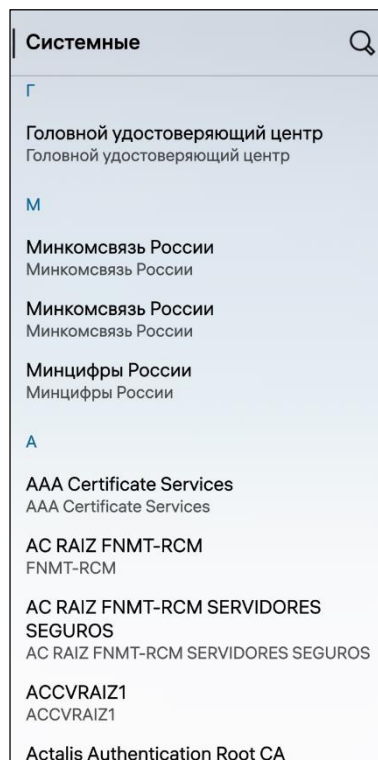 Системные
Г
Головной удостоверяющий центр
Головной удостоверяющий центр
М
Минкомсвязь России
Минкомсвязь России
Минкомсвязь России
Минкомсвязь России
Минцифры России
Минцифры России
A
AAA Certificate Services
AAA Certificate Services
AC RAIZ FNMT-RCM
FNMT-RCM
AC RAIZ FNMT-RCM SERVIDORES
SEGUROS
AC RAIZ FNMT-RCM SERVIDORES SEGUROS
ACCVRAIZ1
ACCVRAIZ1
Actalis Authentication Root CA